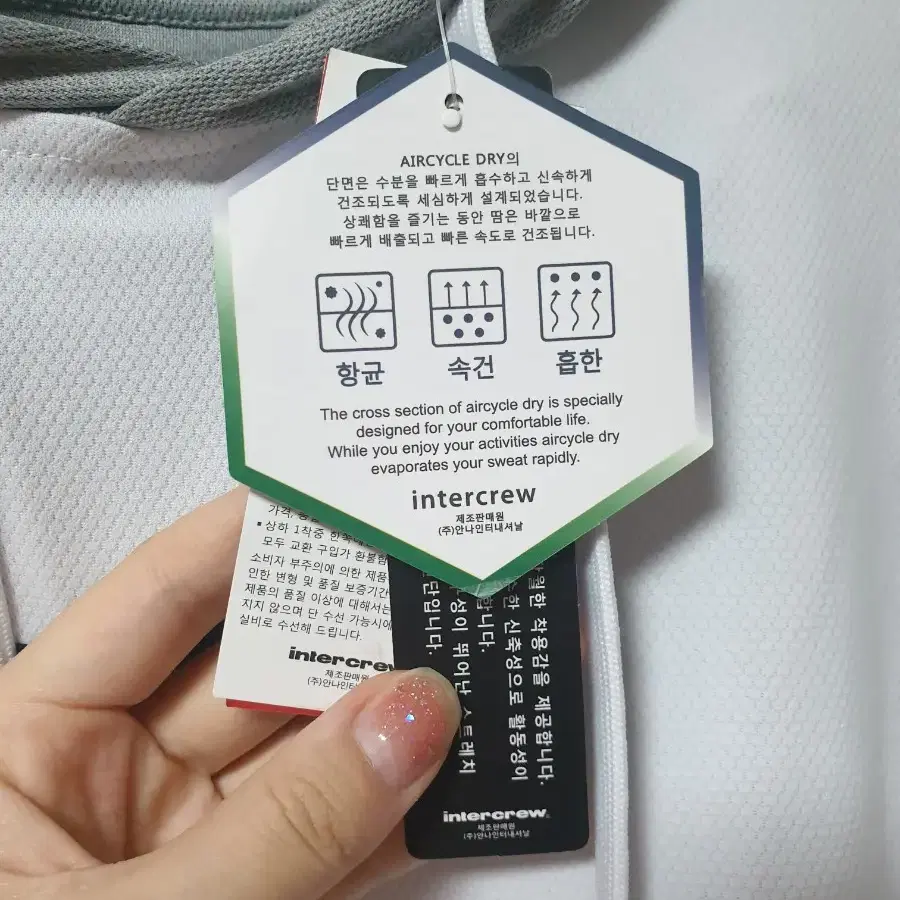 AIRCYCLE DRY의
단면은 수분을 빠르게 흡수하고 신속하게
건조되도록 세심하게 설계되었습니다.
상쾌함을 즐기는 동안 땀은 바깥으로
빠르게 배출되고 빠른 속도로 건조됩니다.
항균
속건
흡한
The cross section of aircycle dry is specially
designed for your comfortable life.
While you enjoy your activities aircycle dry
evaporates your sweat rapidly.
intercrew
제조판매원
(주)안나인터내셔날
가격,
▪ 상하 1착중
모두 교환 구입가 환불함
소비자 부주의에 의한 제품
인한 변형 및 품질 보증기간
제품의 품질 이상에 대해서는
지지 않으며 단 수선 가능시에
실비로 수선해 드립니다.
intercrew
제조판매원
착용감을 제공합니다.
신축성으로 활동성이
뛰어난 스트레치
intercrew
제조판매원
(주)안나인터내셔날